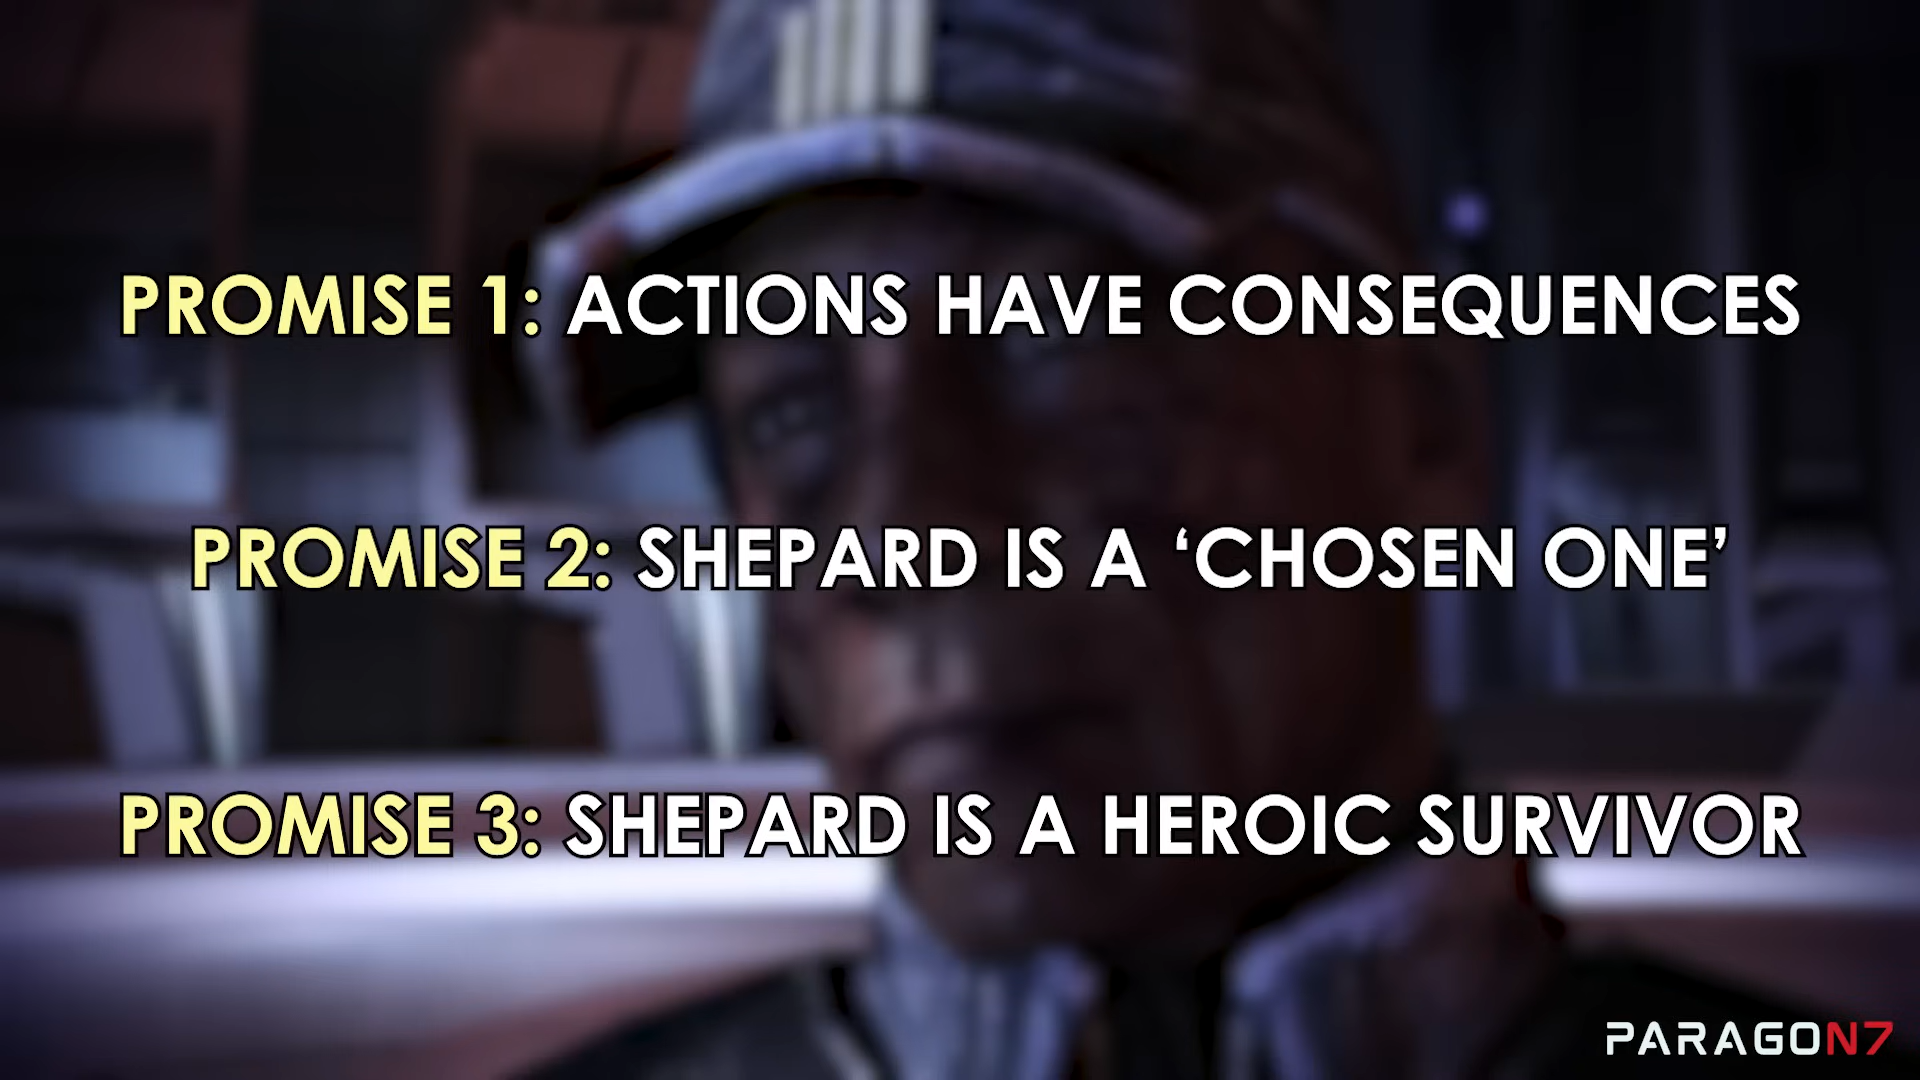 PROMISE 1: ACTIONS HAVE CONSEQUENCES
PROMISE 2: SHEPARD IS A ‘CHOSEN ONE’
PROMISE 3: SHEPARD IS A HEROIC SURVIVOR
PARAGON7